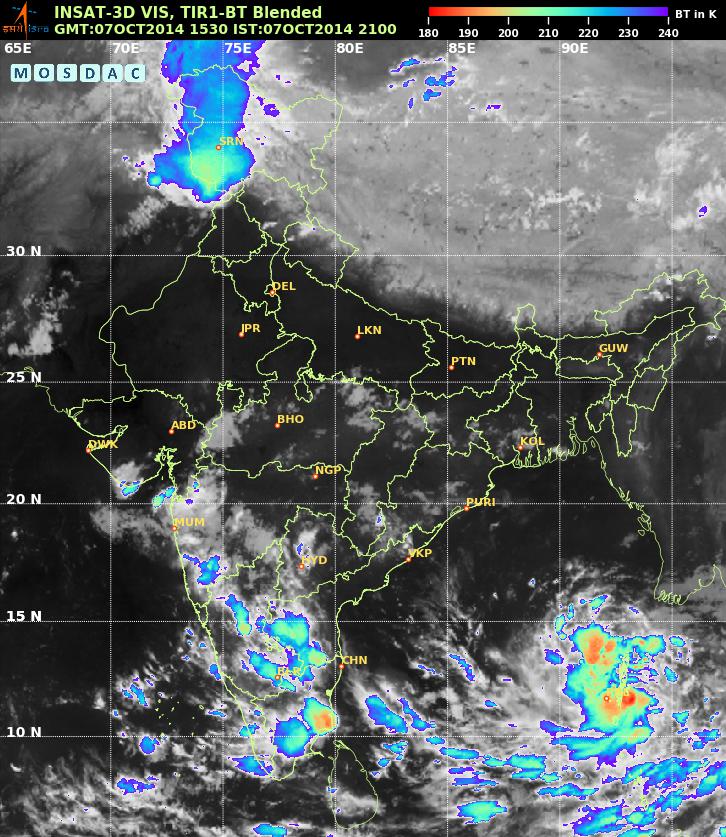 INSAT-3D VIS, TIR1-BT Blended
GMT:07OCT2014 1530 IST:07OCT2014 2100
BT in K
180 190 200 210 220 230 240
65E 70E 75E 80E 85E 90E
MOSDAC
SRN
30 N
DEL
JPR
LKN
GUW
PTN
25 N
BHO
ABD
KOL
DWK
NGP
20 N
PURI
MUM
VKP
HYD
15 N
CHN
10 N